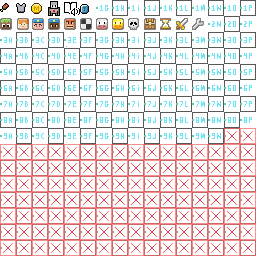 1G 1H 1I 1J 1K 1L 1M 1N 1O 1P
2N 2O 2P
3A 3B 3C 3D 3E 3F 3G 3H 3I 3J 3K 3L 3M 3N 3O 3P
4A 4B 4C 4D 4E 4F 4G 4H 4I 4J 4K 4L 4M 4N 4O 4P
5A 5B 5C 5D 5E 5F 5G 5H 5I 5J 5K 5L 5M 5N 5O 5P
6A 6B 6C 6D 6E 6F 6G 6H 6I 6J 6K 6L 6M 6N 6O 6P
7A 7B 7C 7D 7E 7F 7G 7H 7I 7J 7K 7L 7M 7N 7O 7P
8A 8B 8C 8D 8E 8F 8G 8H 8I 8J 8K 8L 8M 8N 8O 8P
9A 9B 9C 9D 9E 9F 9G 9H 9I 9J 9K 9L 9M 9N